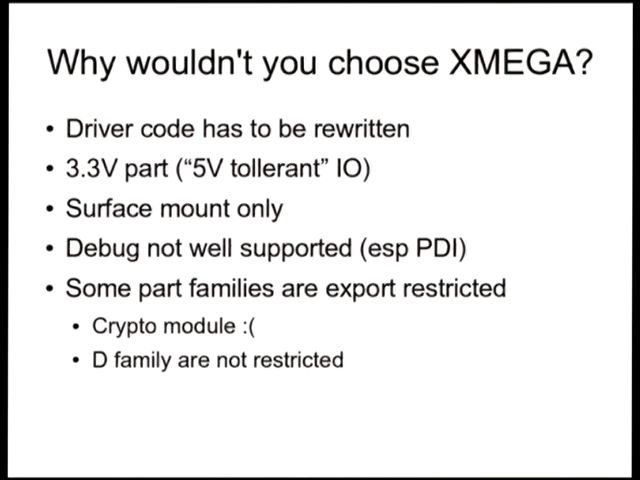 Why wouldn't you choose XMEGA?
• Driver code has to be rewritten
• 3.3V part (“5V tollerant” IO)
• Surface mount only
• Debug not well supported (esp PDI)
• Some part families are export restricted
• Crypto module :(
• D family are not restricted